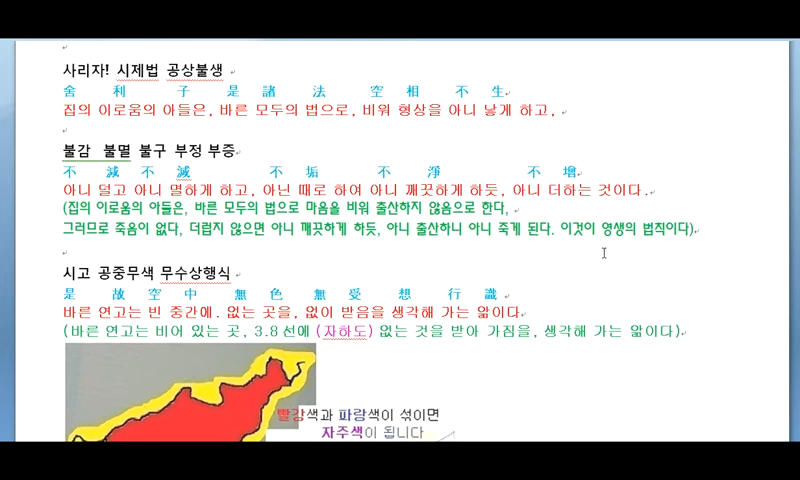 사리자! 시제법 공상불생
舍 利 子 是 諸 法 空 相 不 生
집의 이로움의 아들은, 바른 모두의 법으로, 비워 형상을 아니 낳게 하고,
불감 불멸 불구 부정 부증
不 減 不 滅 不 垢 不 淨 不 增
아니 덜고 아니 멸하게 하고, 아닌 때로 하여 아니 깨끗하게 하듯, 아니 더하는 것이다.
(집의 이로움의 아들은, 바른 모두의 법으로 마음을 비워 출산하지 않음으로 한다,
그러므로 죽음이 없다, 더럽지 않으면 아니 깨끗하게 하듯, 아니 출산하니 아니 죽게 된다. 이것이 영생의 법칙이다)
시고 공중무색 무수상행식
是 故 空 中 無 色 無 受 想 行 識
바른 연고는 빈 중간에. 없는 곳을, 없이 받음을 생각해 가는 앎이다
(바른 연고는 비어 있는 곳, 3.8 선에 (자하도) 없는 것을 받아 가짐을, 생각해 가는 앎이다)
빨강색과 파랑색이 섞이면
자주색이 됩니다